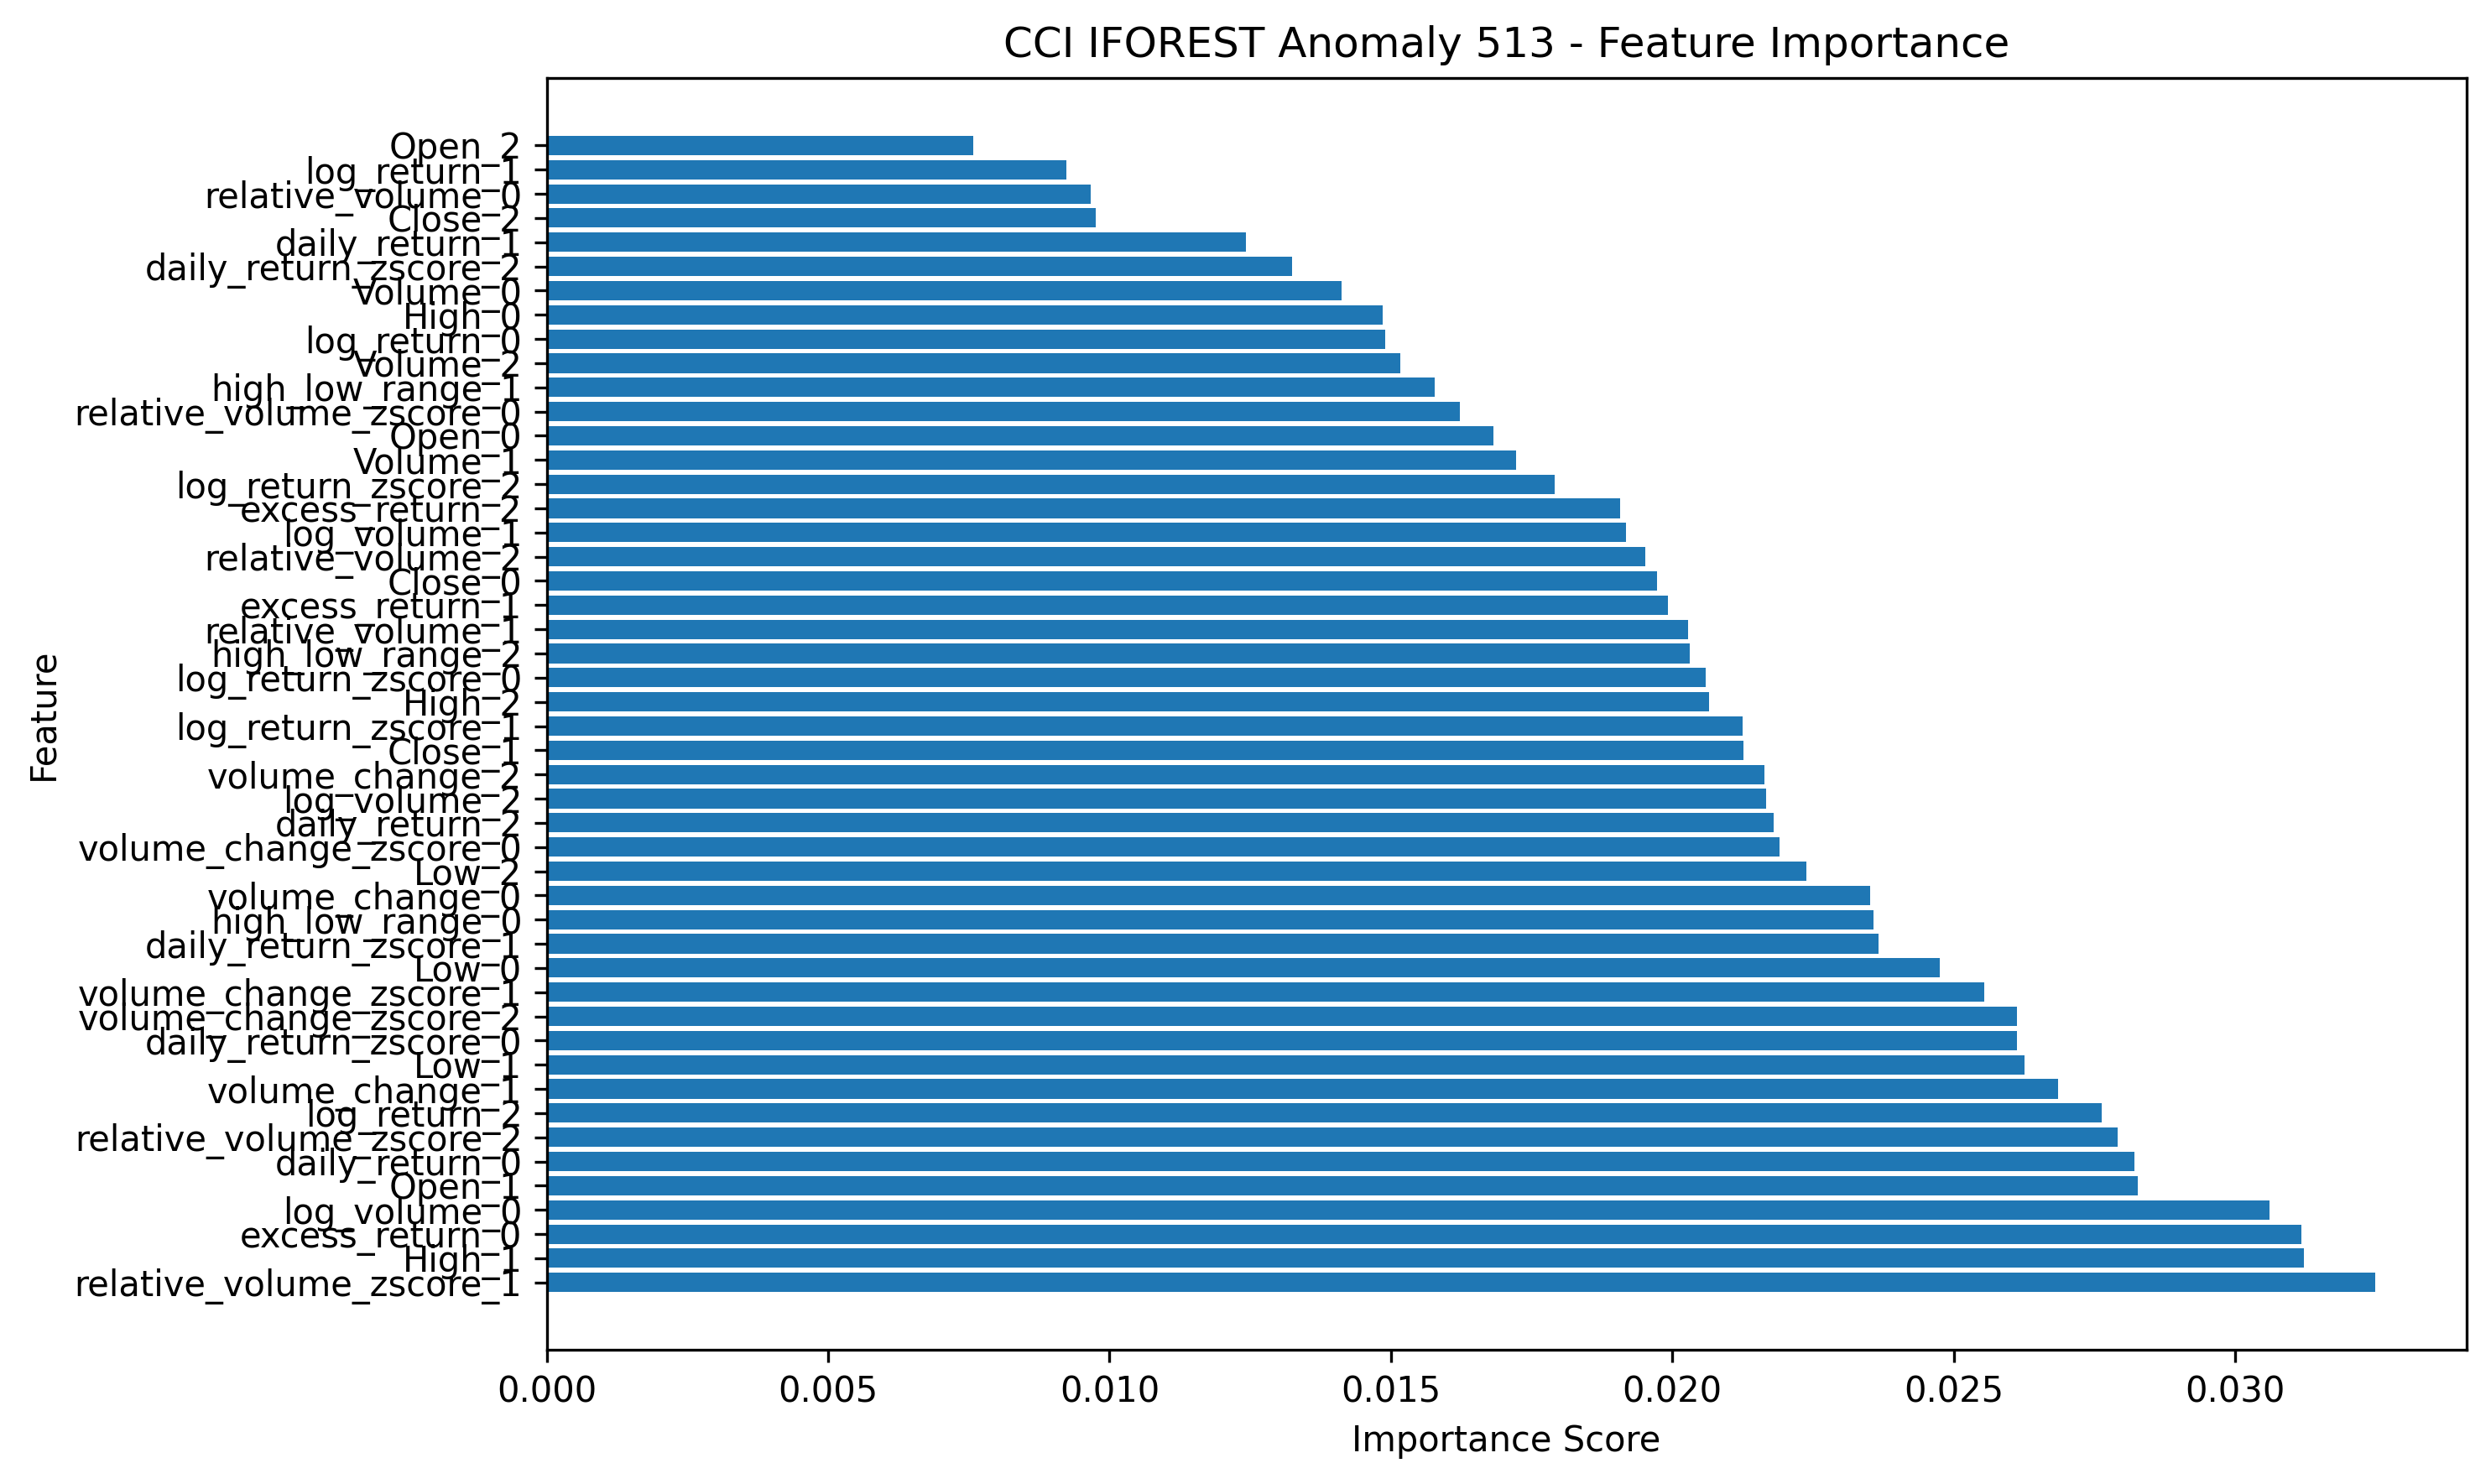 CCI IFOREST Anomaly 513 - Feature Importance
Open_2
log_return_1
relative_volume_0
Close_2
daily_return_1
daily_return_zscore_2
Volume_0
High_0
log_return_0
Volume_2
high_low_range_1
relative_volume_zscore_0
Open_0
Volume_1
log_return_zscore_2
excess_return_2
log_volume_1
relative_volume_2
Close_0
excess_return_1
relative_volume_1
high_low_range_2
log_return_zscore_0
High_2
log_return_zscore_1
Close_1
volume_change_2
log_volume_2
daily_return_2
volume_change_zscore_0
Low_2
volume_change_0
high_low_range_0
daily_return_zscore_1
Low_0
volume_change_zscore_1
volume_change_zscore_2
daily_return_zscore_0
Low_1
volume_change_1
log_return_2
relative_volume_zscore_2
daily_return_0
Open_1
log_volume_0
excess_return_0
High_1
relative_volume_zscore_1
Feature
0.000 0.005 0.010 0.015 0.020 0.025 0.030
Importance Score